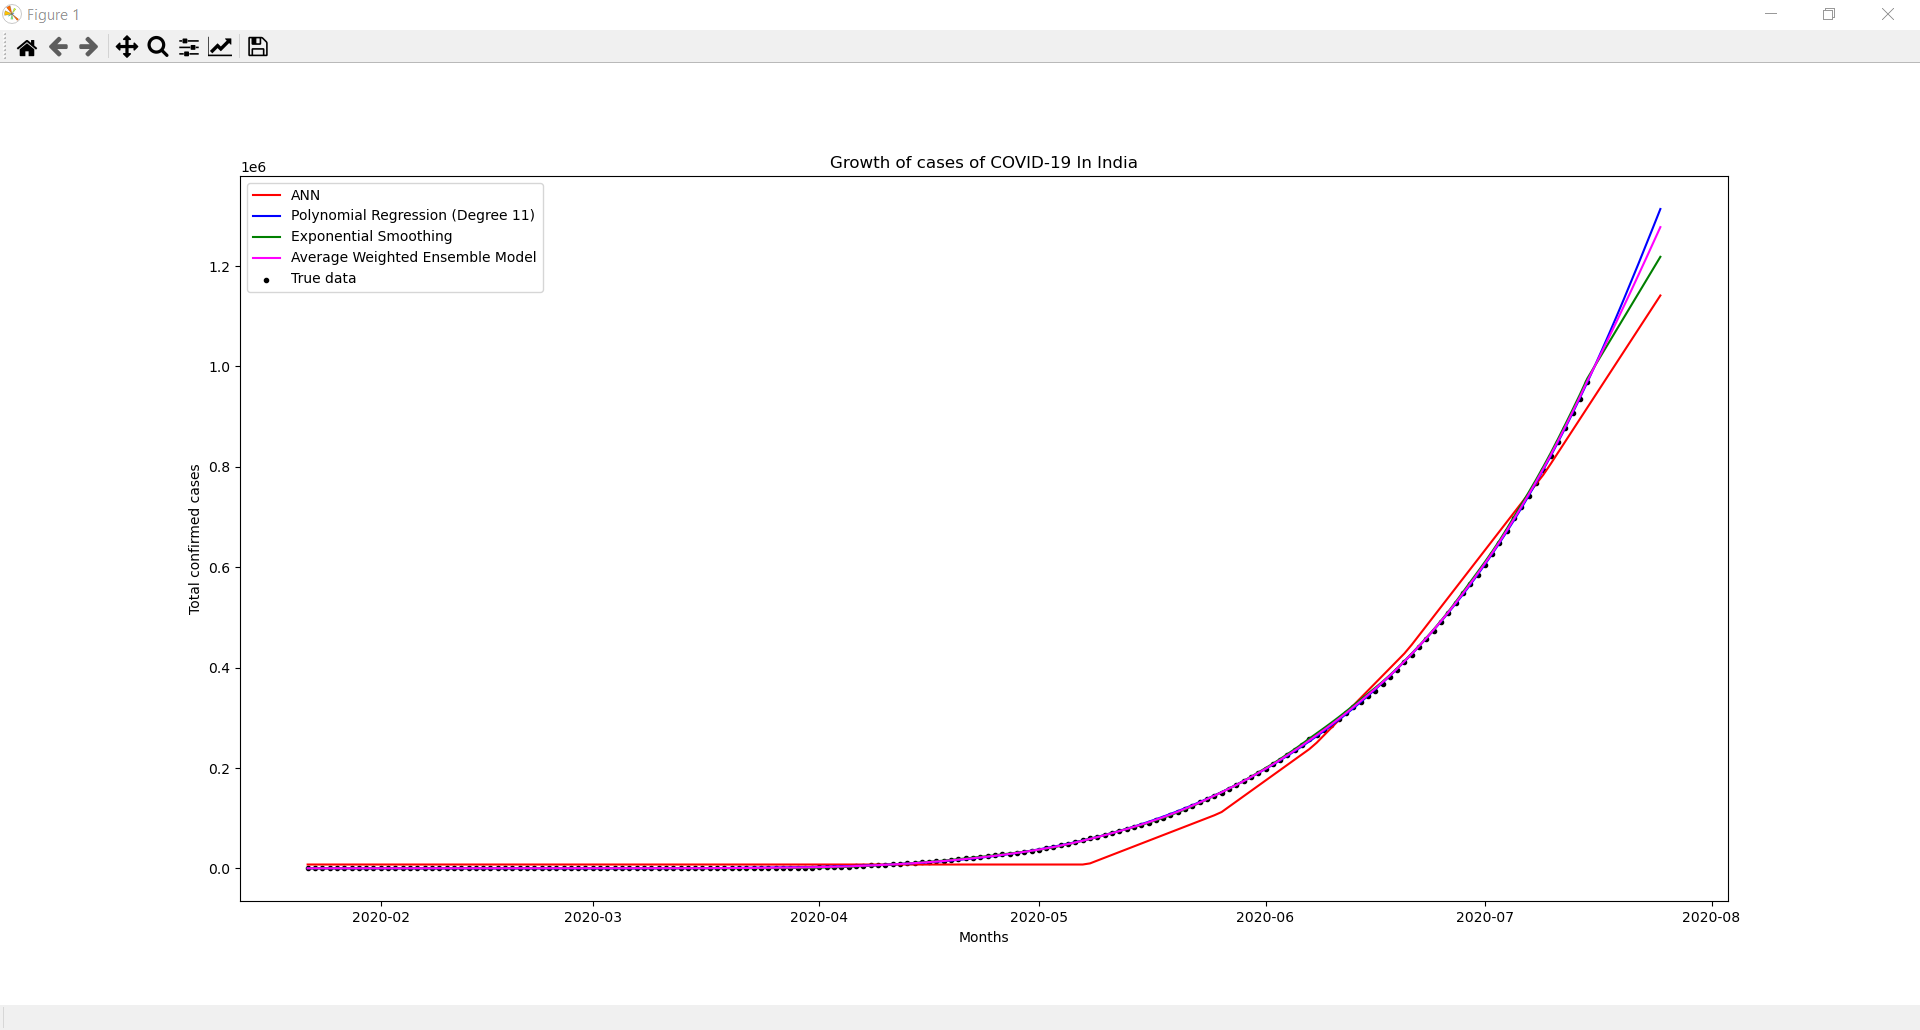 Figure 1
Growth of cases of COVID-19 In India
1e6
ANN
Polynomial Regression (Degree 11)
Exponential Smoothing
Average Weighted Ensemble Model
True data
Total confirmed cases
1.2
1.0
0.8
0.6
0.4
0.2
0.0
2020-02 2020-03 2020-04 2020-05 2020-06 2020-07 2020-08
Months